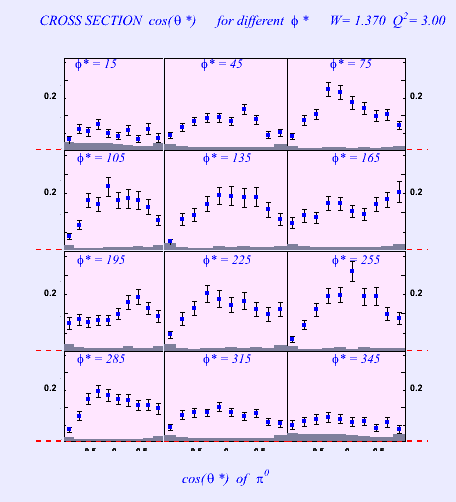 CROSS SECTION cos(θ *) for different ϕ * W= 1.370 Q²= 3.00
ϕ* = 15 ϕ* = 45 ϕ* = 75
0.2 0.2
ϕ* = 105 ϕ* = 135 ϕ* = 165
0.2 0.2
ϕ* = 195 ϕ* = 225 ϕ* = 255
0.2 0.2
ϕ* = 285 ϕ* = 315 ϕ* = 345
0.2 0.2
cos(θ *) of π⁰